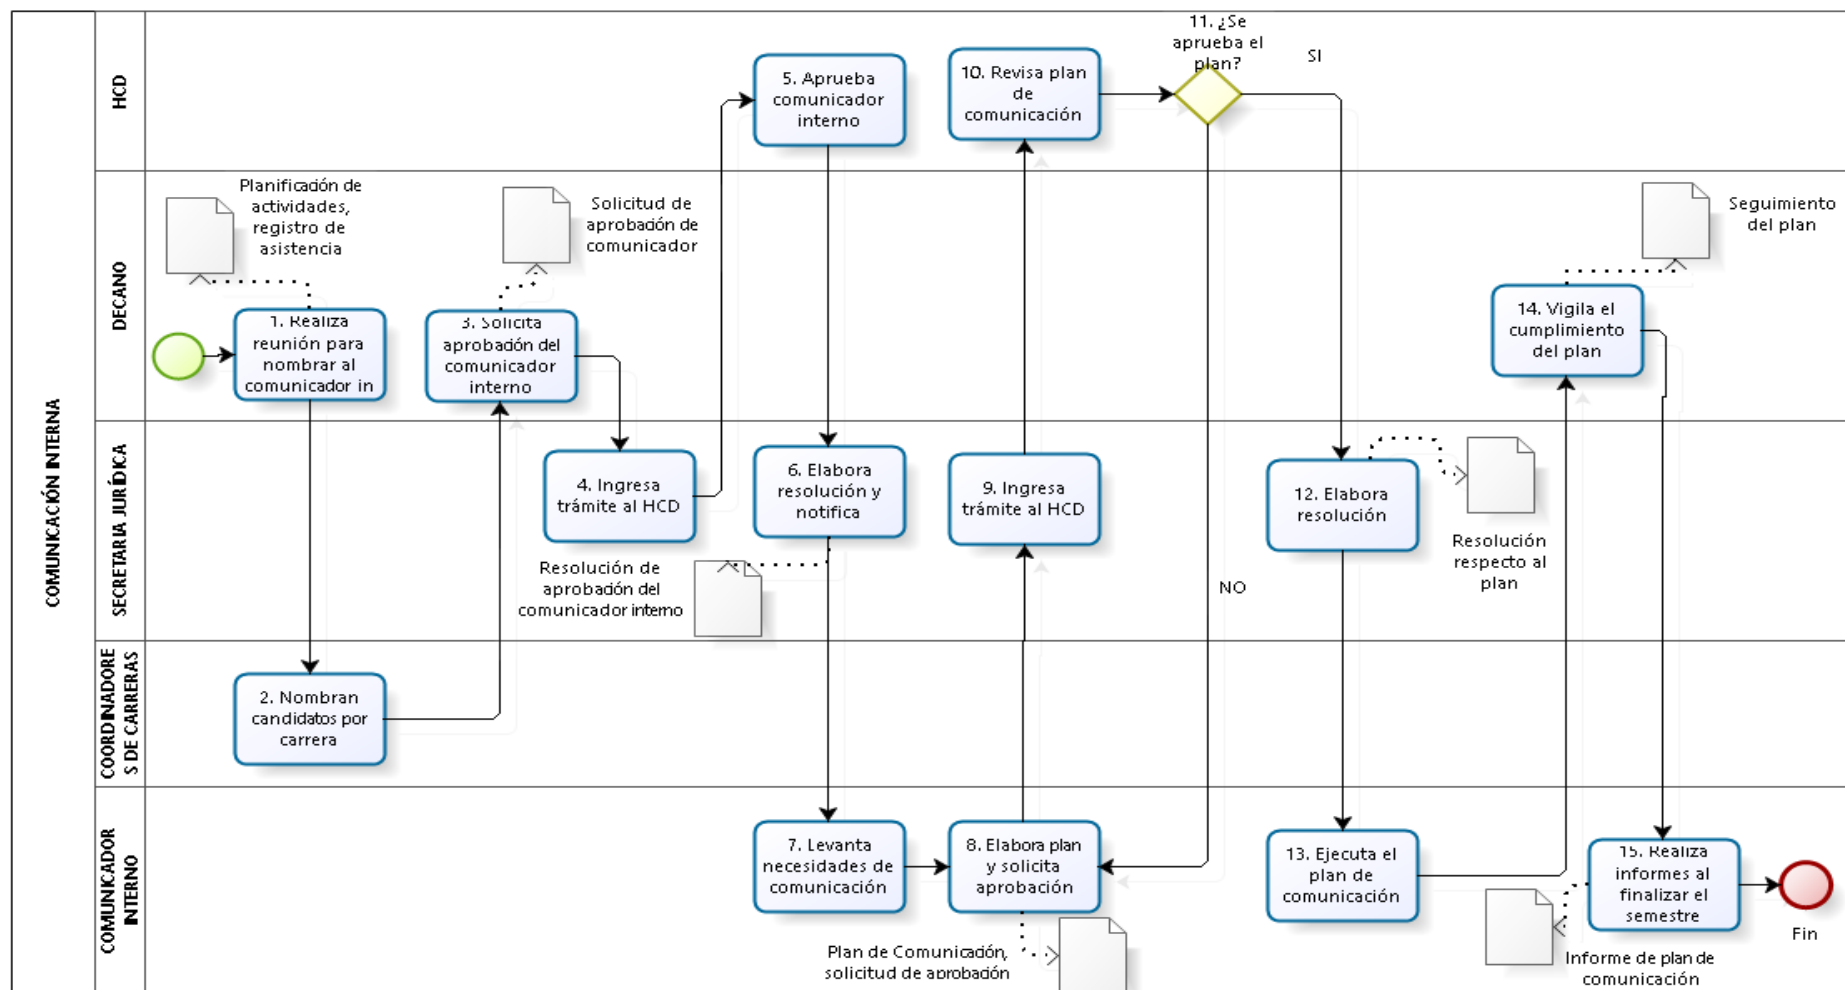 COMUNICACIÓN INTERNA
HCD
5. Aprueba
comunicador
interno
10. Revisa plan
de
comunicación
11. ¿Se
aprueba el
plan?
SI
NO
DECANO
Planificación de
actividades,
registro de
asistencia
1. Realiza
reunión para
nombrar al
comunicador in
Solicitud de
aprobación de
comunicador
3. Solicita
aprobación del
comunicador
interno
14. Vigila el
cumplimiento
del plan
Seguimiento
del plan
SECRETARIA JURÍDICA
4. Ingresa
trámite al HCD
6. Elabora
resolución y
notifica
Resolución de
aprobación del
comunicador interno
9. Ingresa
trámite al HCD
12. Elabora
resolución
Resolución
respecto al
plan
COORDINADORE
S DE CARRERAS
2. Nombran
candidatos por
carrera
COMUNICADOR
INTERNO
7. Levanta
necesidades de
comunicación
8. Elabora plan
y solicita
aprobación
Plan de Comunicación,
solicitud de aprobación
13. Ejecuta el
plan de
comunicación
15. Realiza
informes al
finalizar el
semestre
Informe de plan de
comunicación
Fin